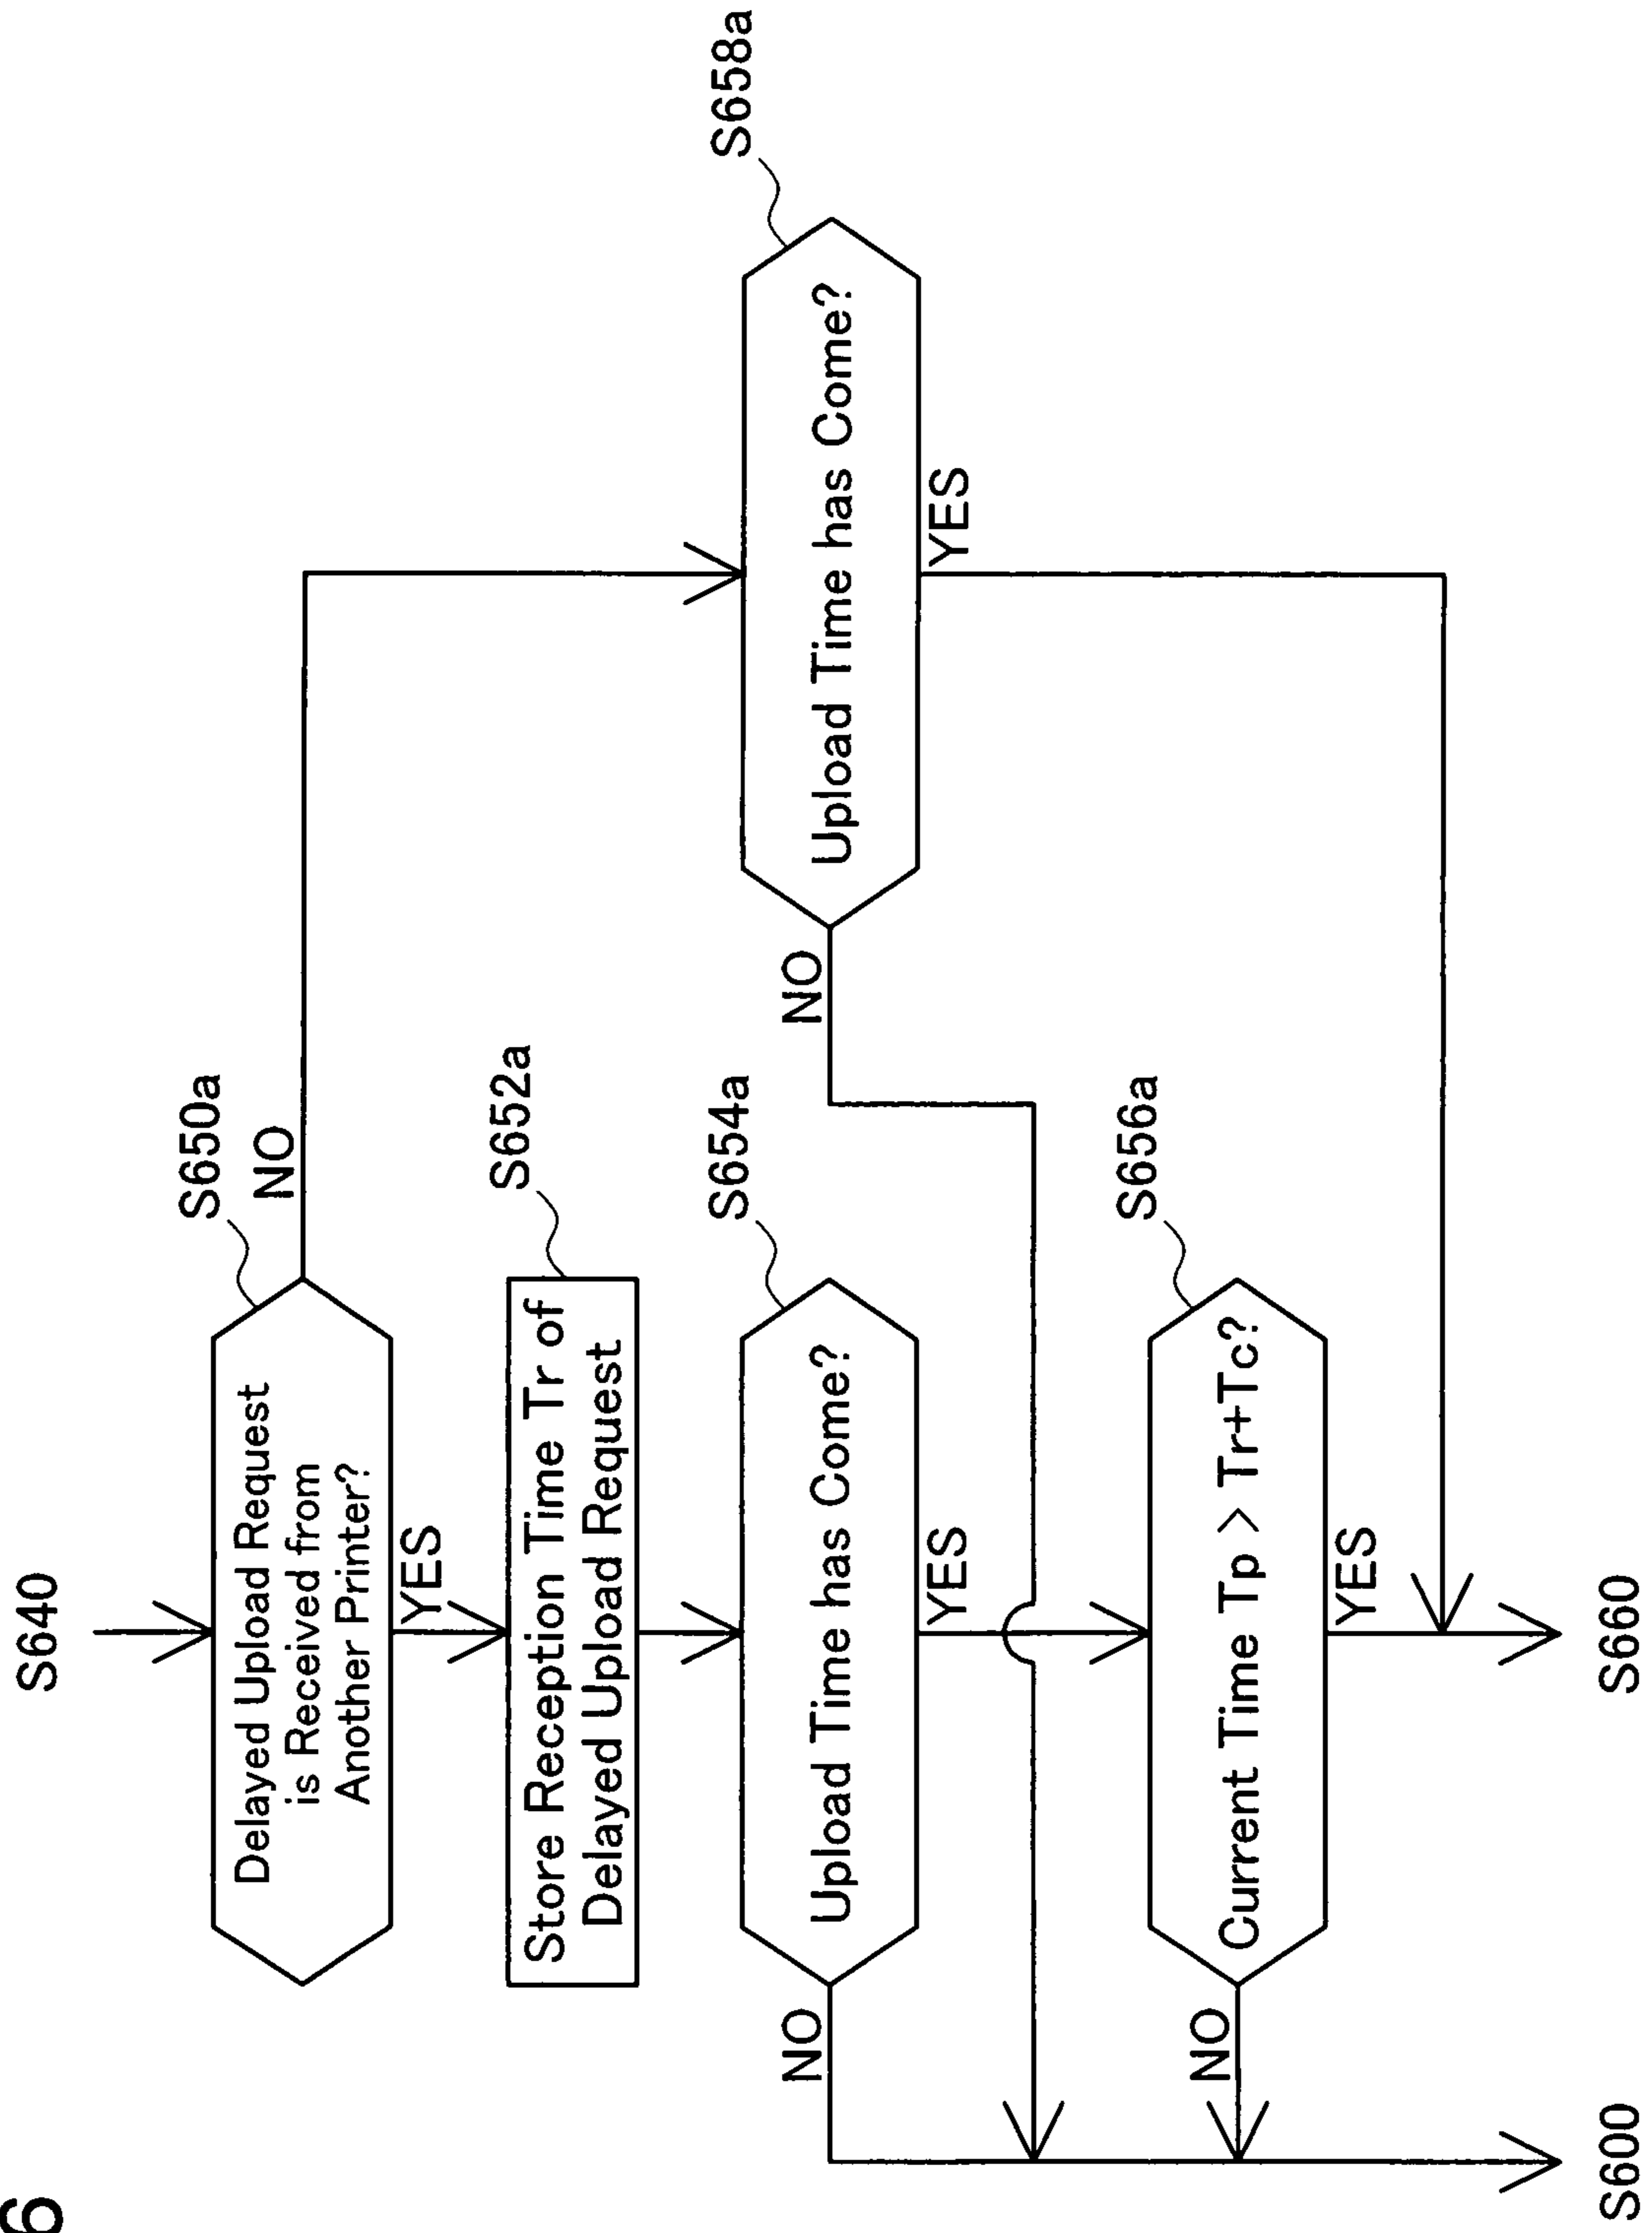 6
S640
S650a
Delayed Upload Request
is Received from
Another Printer?
NO
YES
S652a
Store Reception Time Tr of
Delayed Upload Request
S654a
Upload Time has Come?
NO
YES
S658a
Upload Time has Come?
NO
YES
S656a
Current Time Tp > Tr+Tc?
NO
YES
S600
S660